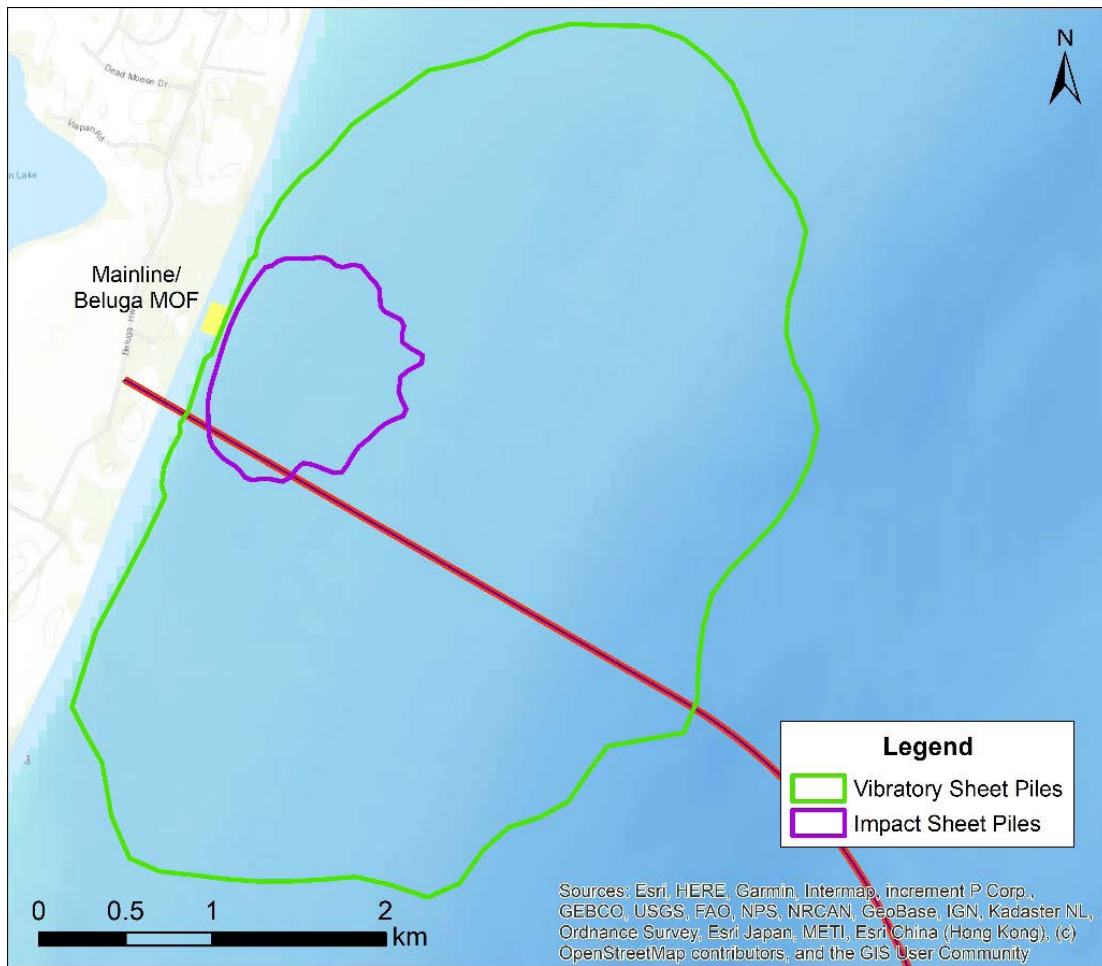 Dead Moose Dr
Viapan Rd
n Lake
N
Mainline/
Beluga MOF
Beluga Hw
Legend
Vibratory Sheet Piles
Impact Sheet Piles
0 0.5 1 2
km
Sources: Esri, HERE, Garmin, Intermap, increment P Corp.,
GEBCO, USGS, FAO, NPS, NRCAN, GeoBase, IGN, Kadaster NL,
Ordnance Survey, Esri Japan, METI, Esri China (Hong Kong), (c)
OpenStreetMap contributors, and the GIS User Community